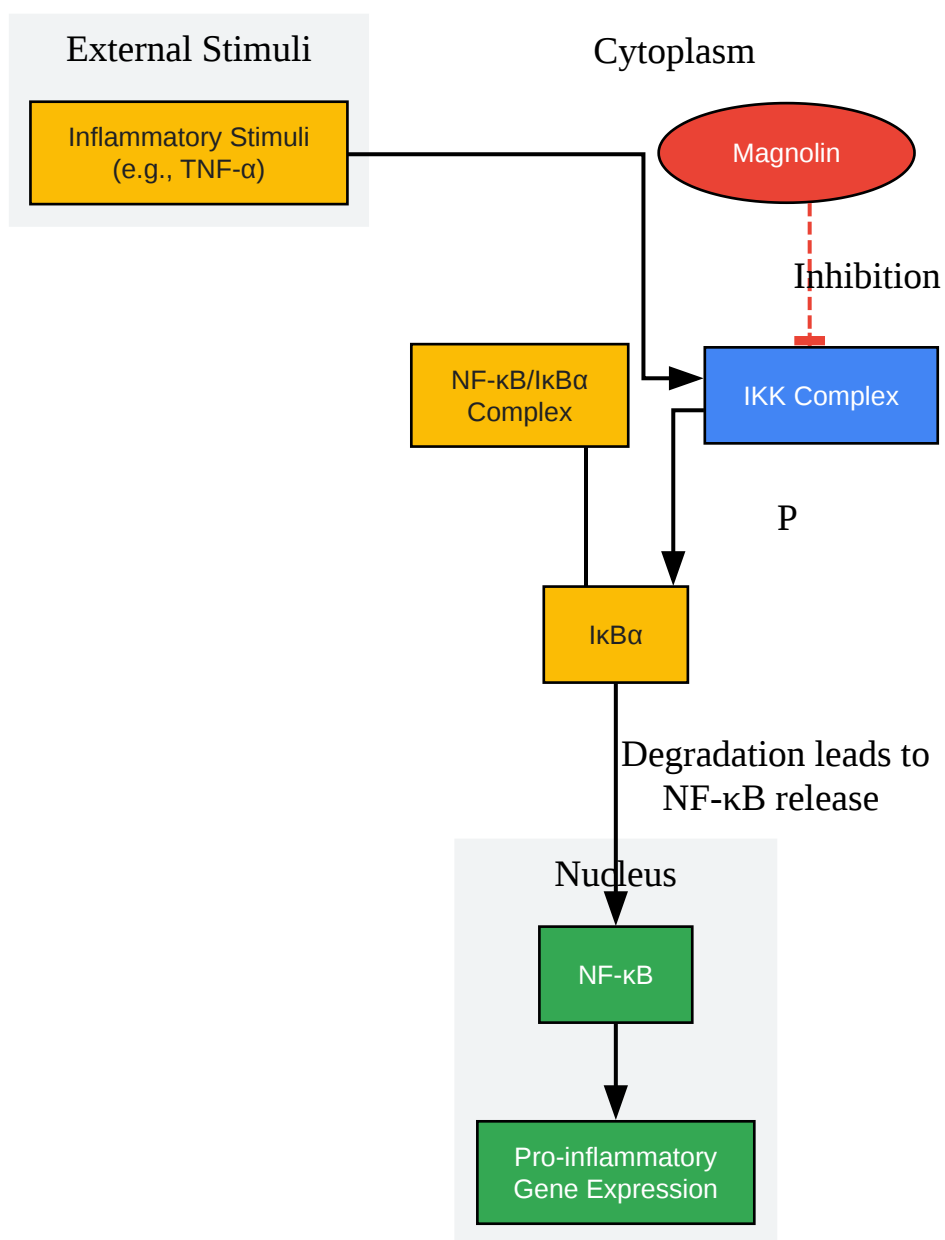 External Stimuli
Cytoplasm
Inflammatory Stimuli
(e.g., TNF-α)
Magnolin
Inhibition
NF-κB/IκBα
Complex
IKK Complex
P
IκBα
Degradation leads to
NF-κB release
Nucleus
NF-κB
Pro-inflammatory
Gene Expression